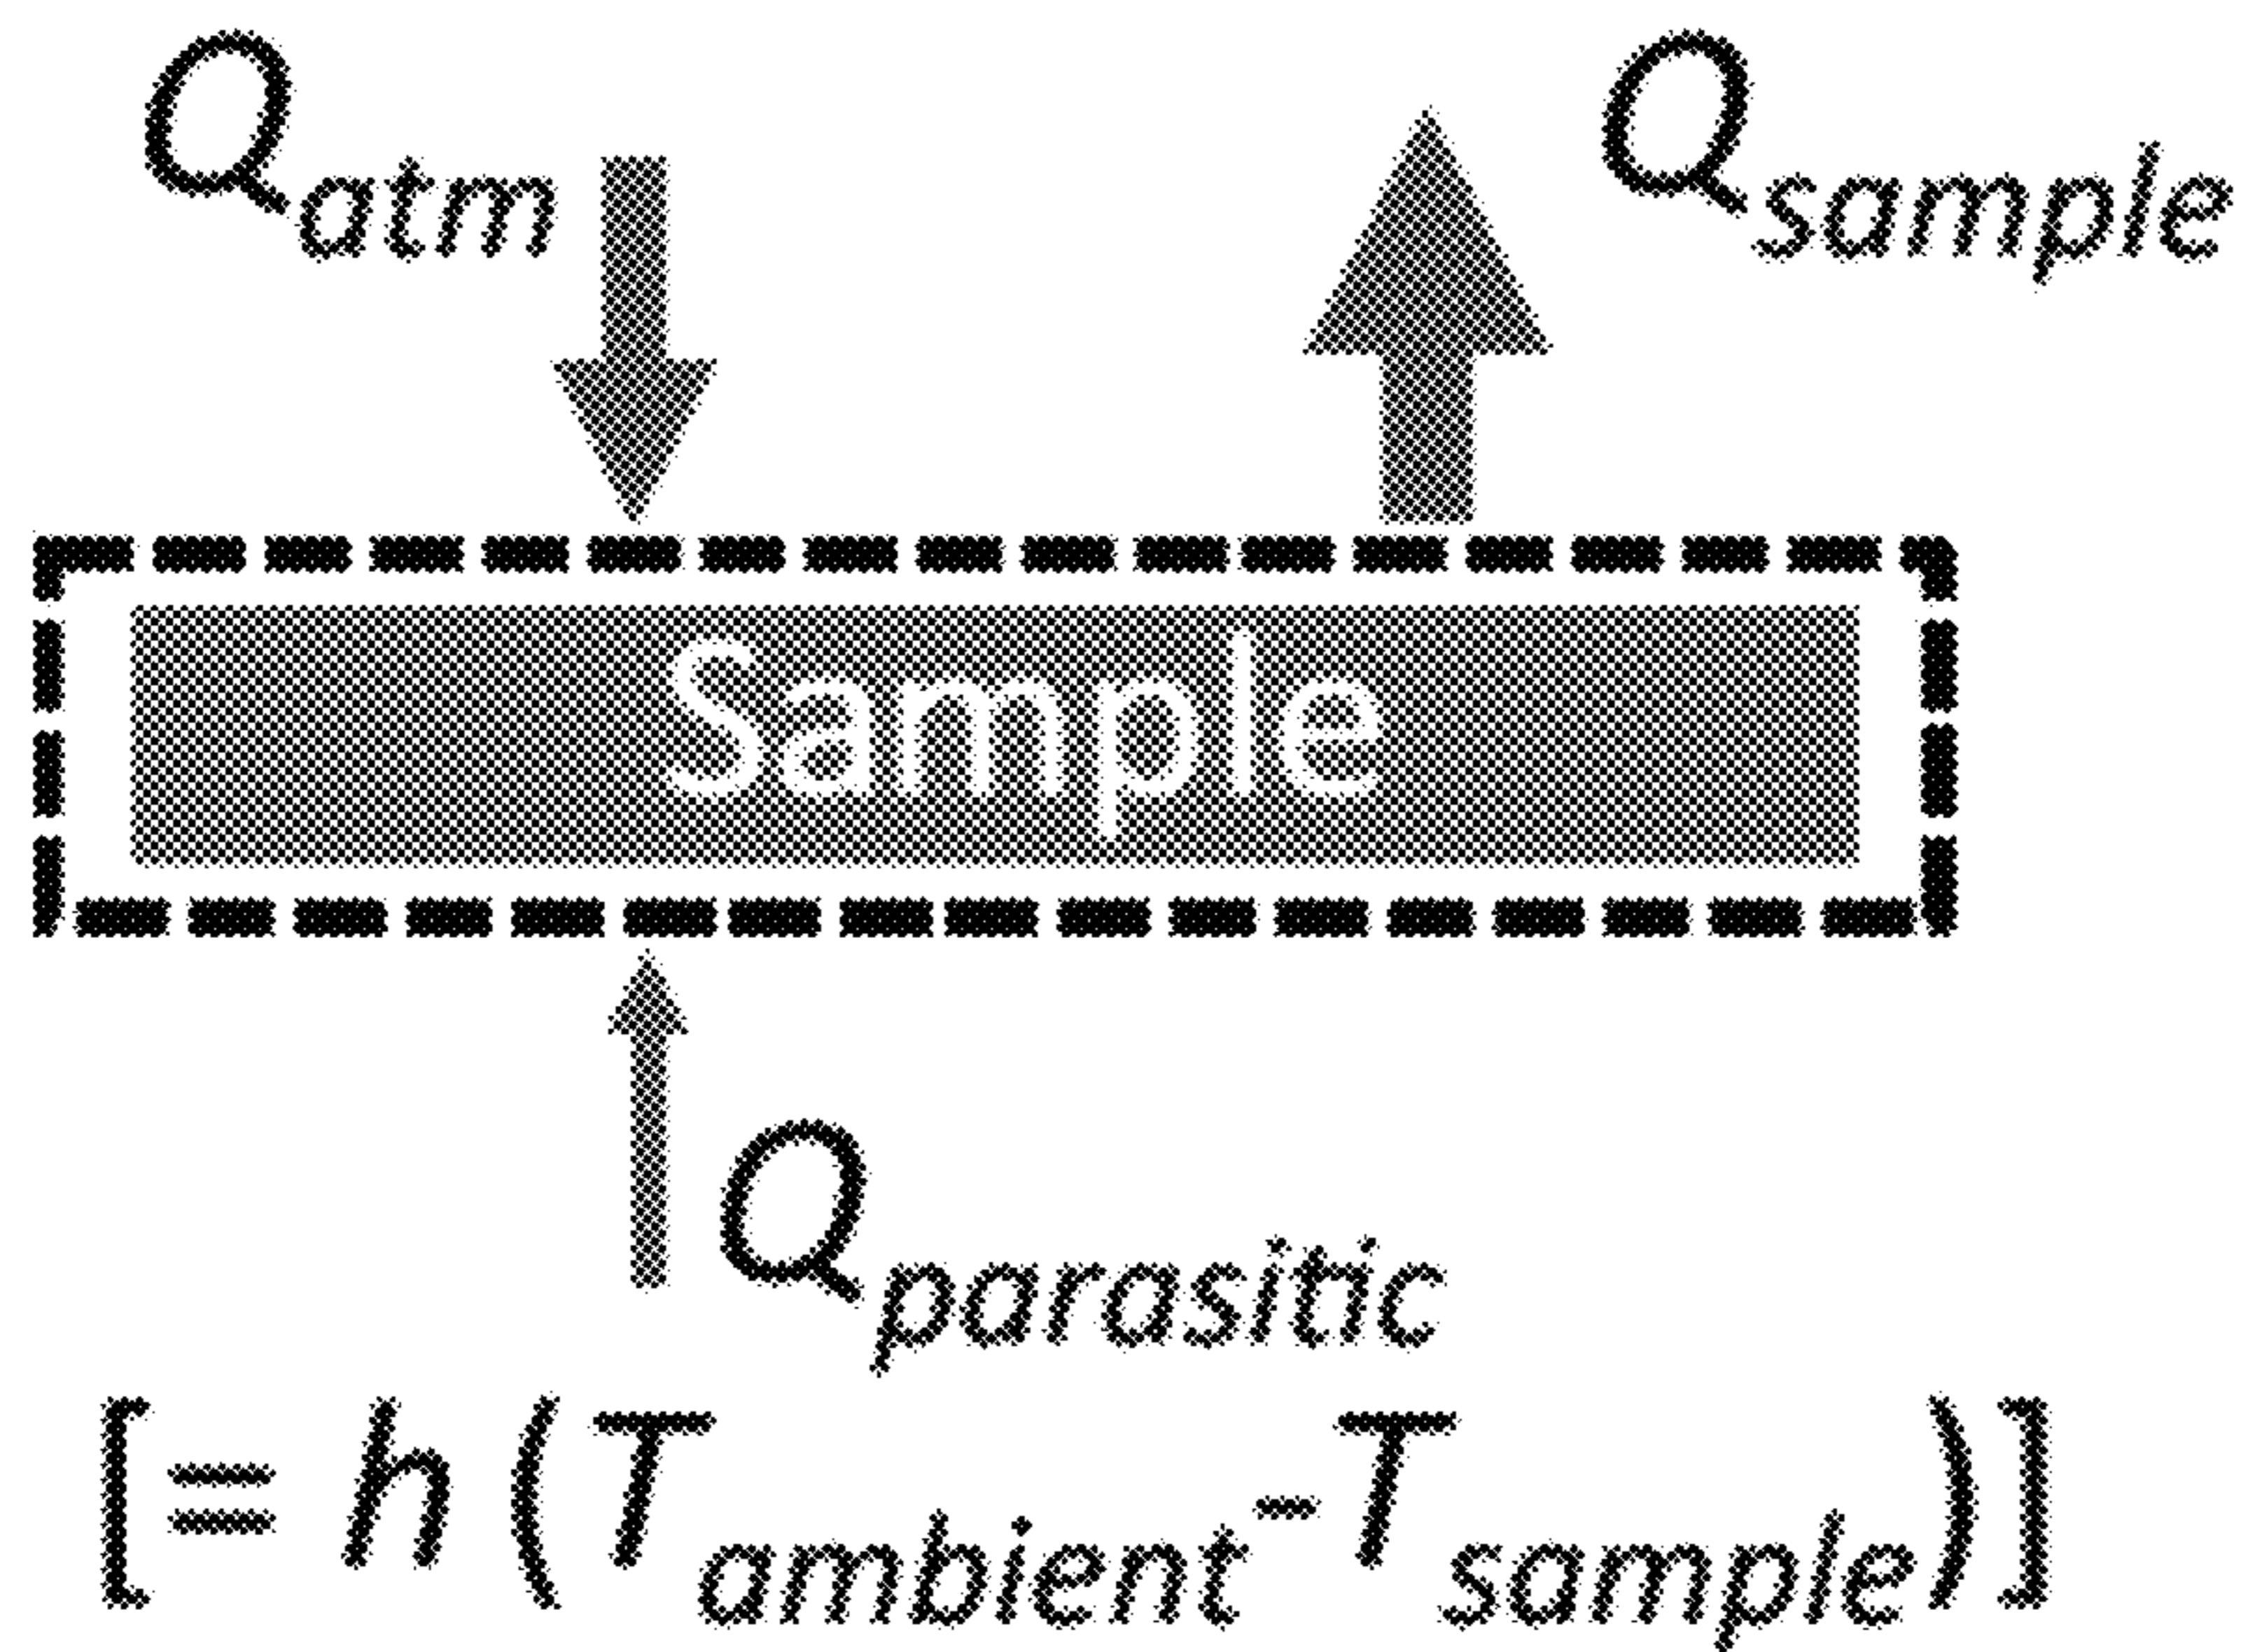 Qatm
Qsample
Sample
Qparasitic
[= h (Tambient-Tsample)]